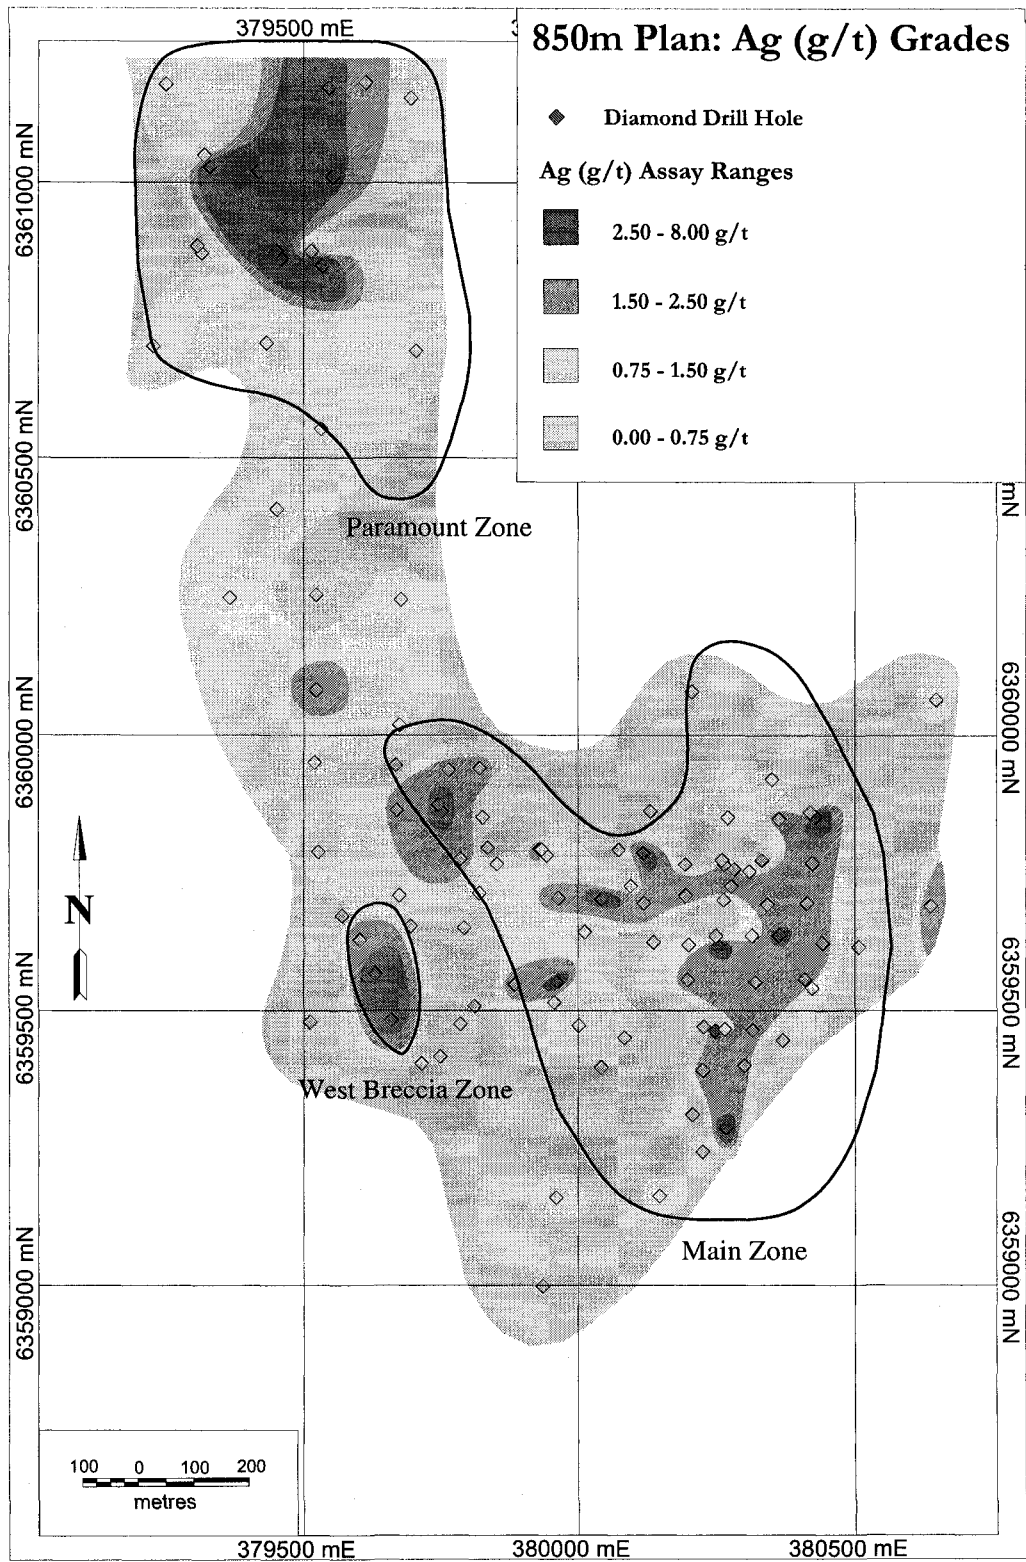 379500 mE
3
850m Plan: Ag (g/t) Grades
Diamond Drill Hole
Ag (g/t) Assay Ranges
2.50 - 8.00 g/t
1.50 - 2.50 g/t
0.75 - 1.50 g/t
0.00 - 0.75 g/t
6361000 mN
6360500 mN
mN
Paramount Zone
6360000 mN
6360000 mN
N
6359500 mN
6359500 mN
West Breccia Zone
Main Zone
6359000 mN
6359000 mN
100 0 100 200
metres
379500 mE
380000 mE
380500 mE